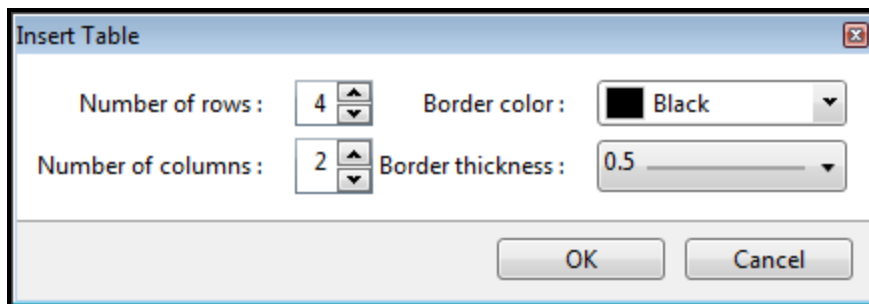 Insert Table
Number of rows : 4 Border color : Black
Number of columns : 2 Border thickness : 0.5
OK Cancel